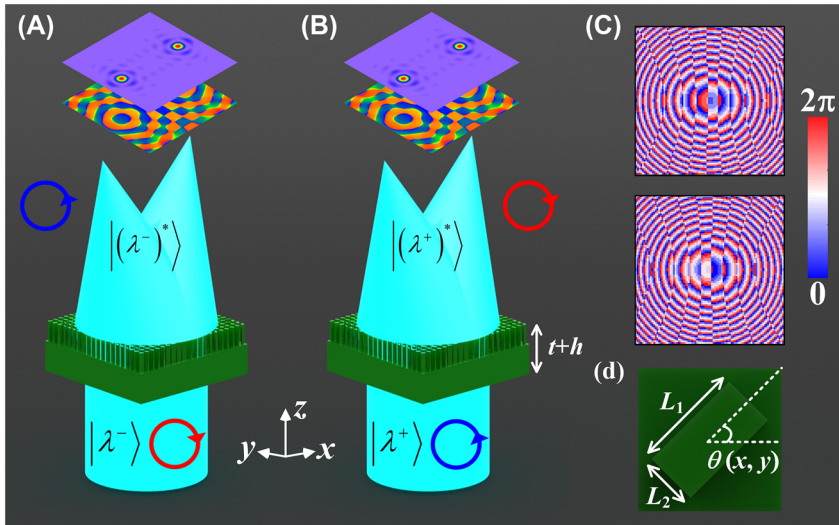 (A)
(B)
(C)
2π
0
|(λ⁻)*⟩
|(λ⁺)*⟩
t+h
|λ⁻⟩
|λ⁺⟩
z
y
x
(d)
L₁
L₂
θ(x, y)